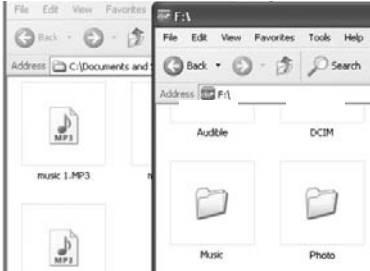 File Edit View Favorites
Back
Address C:\Documents and S
MP3
music 1.MP3
MP3
F:\
File Edit View Favorites Tools Help
Back Search
Address F:\
Audible DCIM
Music Photo